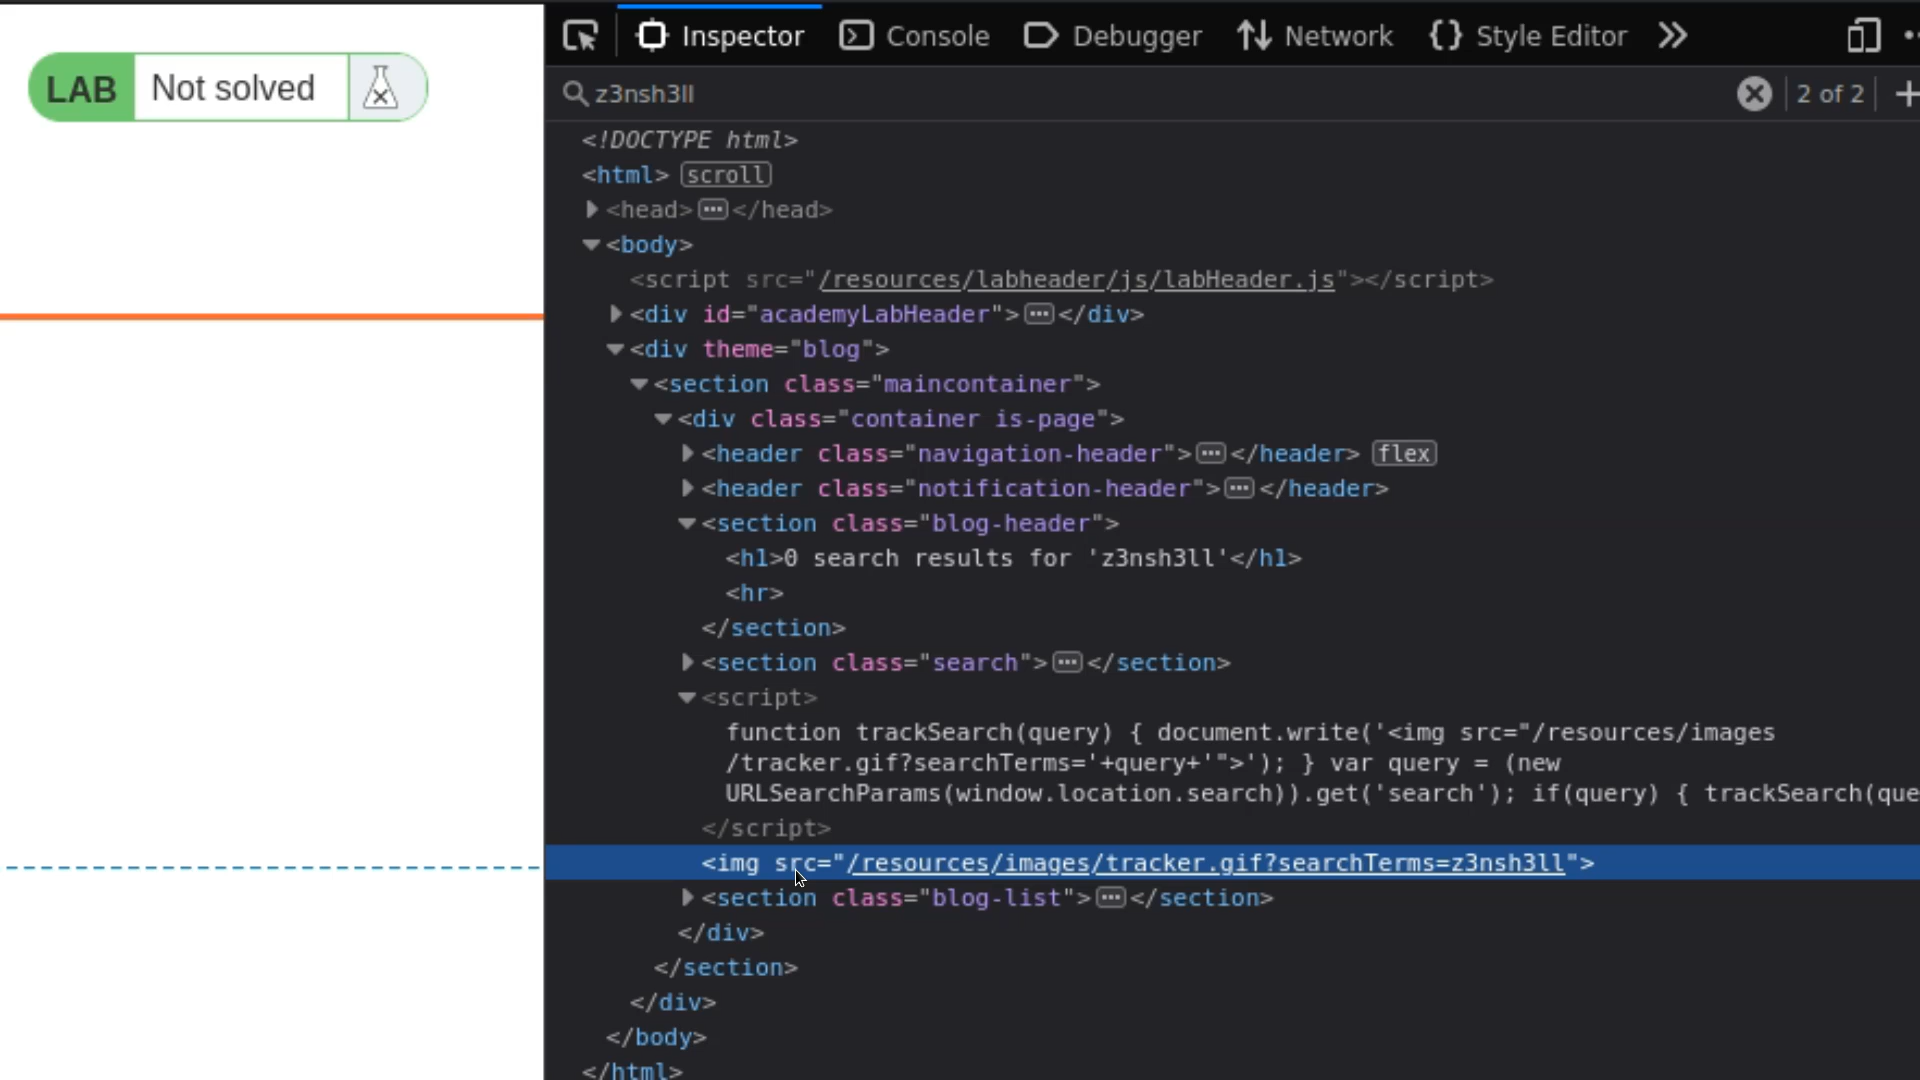 LAB Not solved
Inspector Console Debugger Network Style Editor
z3nsh3ll 2 of 2
<!DOCTYPE html>
<html> scroll
<head> </head>
<body>
<script src="/resources/labheader/js/labHeader.js"></script>
<div id="academyLabHeader"> </div>
<div theme="blog">
<section class="maincontainer">
<div class="container is-page">
<header class="navigation-header"> </header> flex
<header class="notification-header"> </header>
<section class="blog-header">
<h1>0 search results for 'z3nsh3ll'</h1>
<hr>
</section>
<section class="search"> </section>
<script>
function trackSearch(query) { document.write('<img src="/resources/images
/tracker.gif?searchTerms='+query+'">'); } var query = (new
URLSearchParams(window.location.search)).get('search'); if(query) { trackSearch(que
</script>
<img src="/resources/images/tracker.gif?searchTerms=z3nsh3ll">
<section class="blog-list"> </section>
</div>
</section>
</div>
</body>
</html>